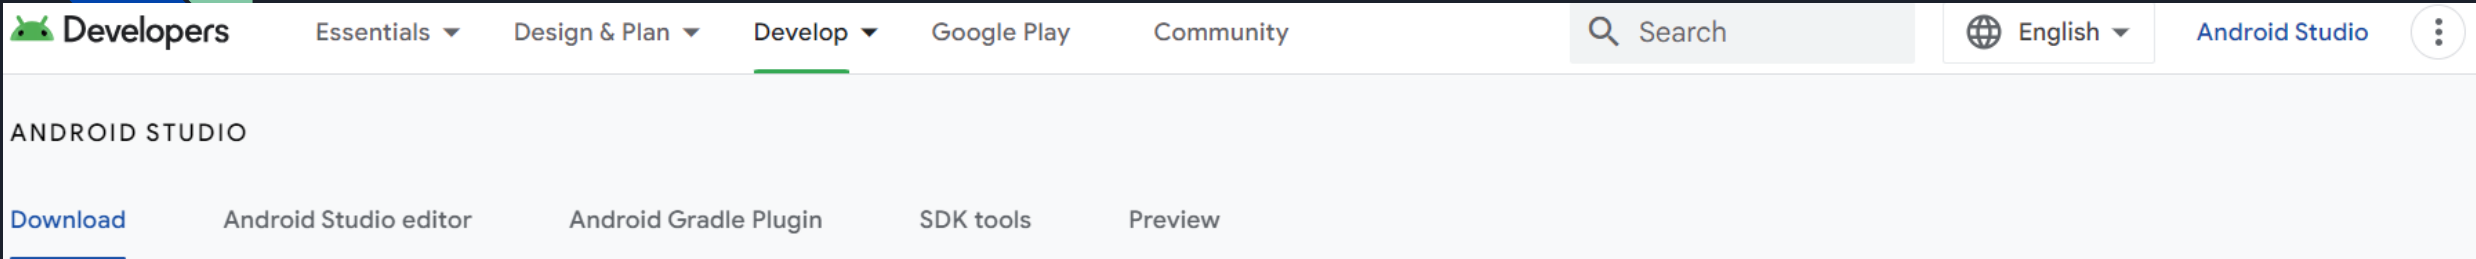 Developers Essentials Design & Plan Develop Google Play Community Search English Android Studio
ANDROID STUDIO
Download Android Studio editor Android Gradle Plugin SDK tools Preview